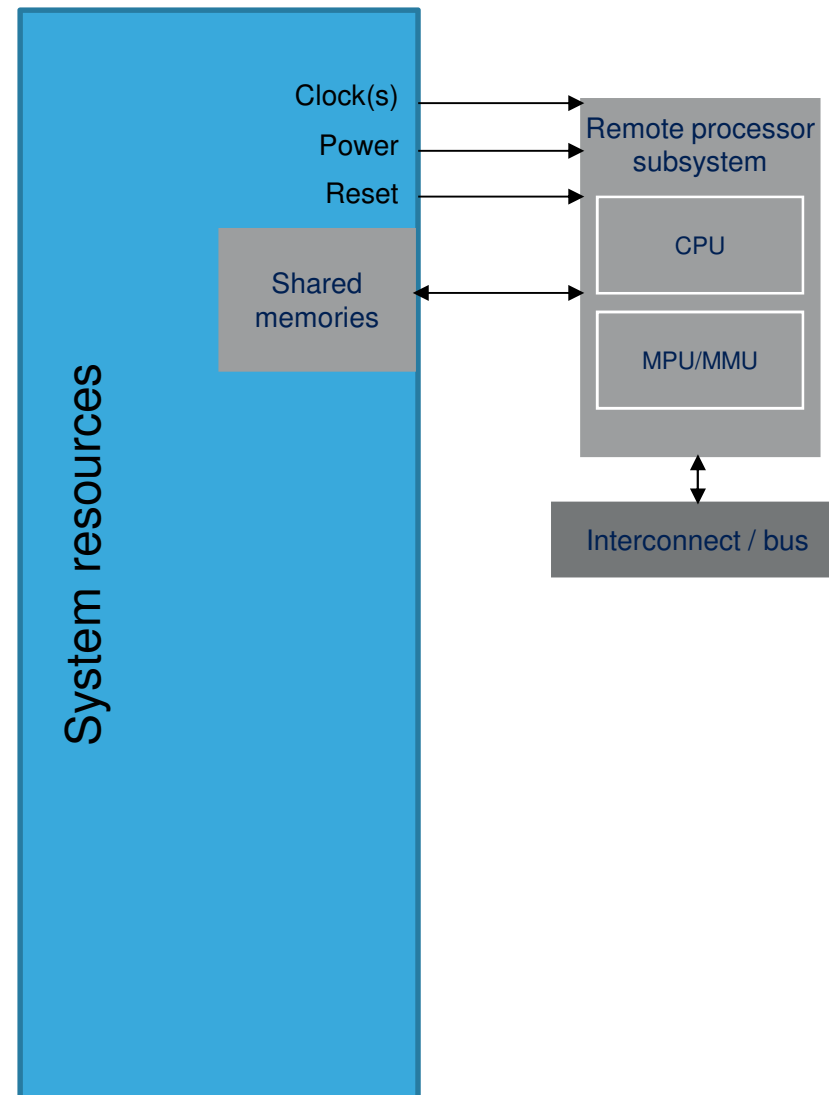 Clock(s)
Power
Reset
Shared
memories
System resources
Remote processor
subsystem
CPU
MPU/MMU
Interconnect / bus